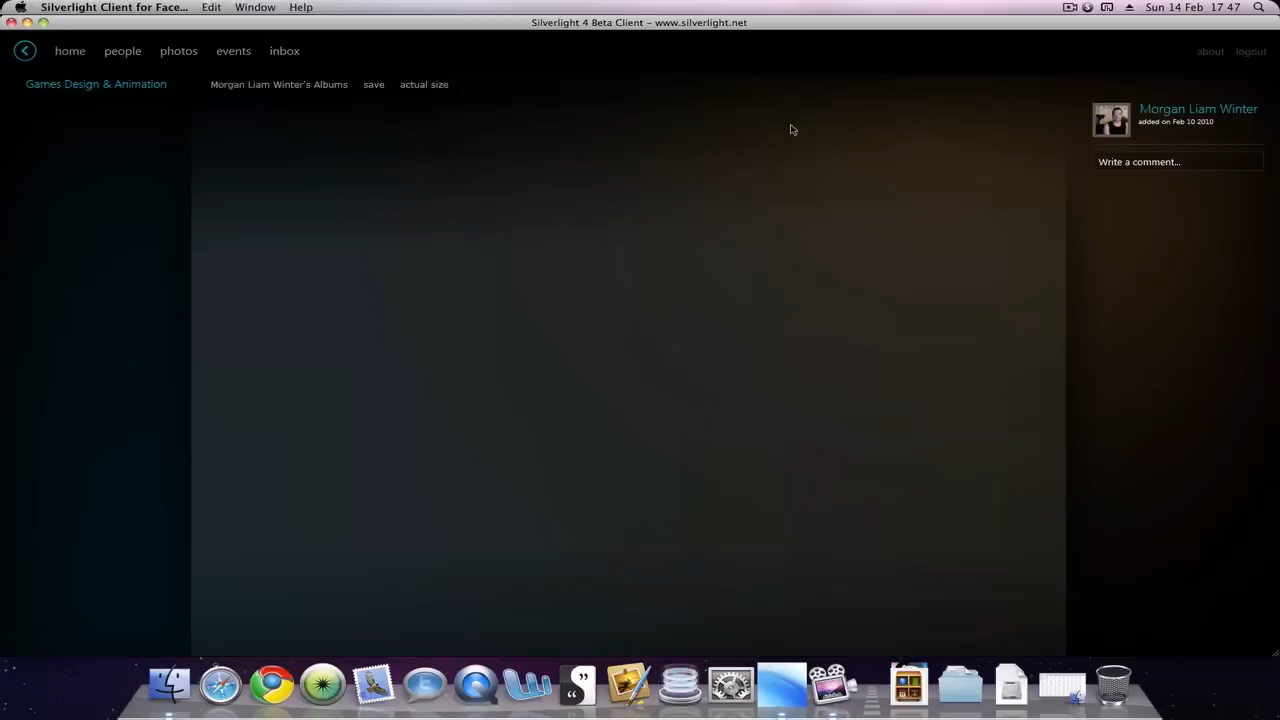 Silverlight Client for Face... Edit Window Help Sun 14 Feb 17 47
Silverlight 4 Beta Client – www.silverlight.net
home people photos events inbox about logout
Games Design & Animation Morgan Liam Winter's Albums save actual size
Morgan Liam Winter
added on Feb 10 2010
Write a comment...